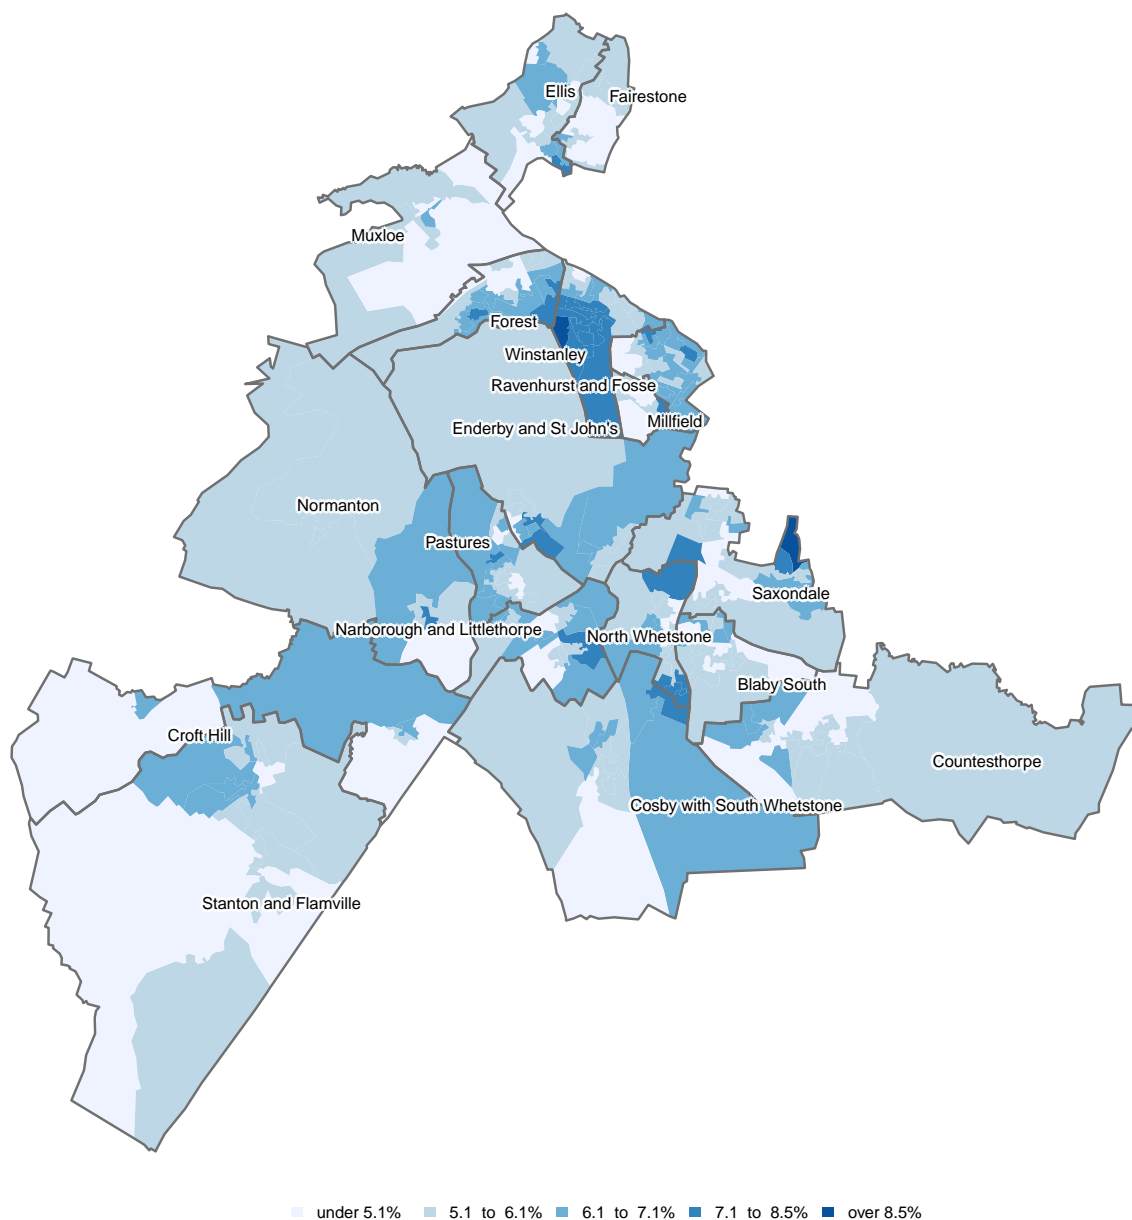 Ellis
Fairestone
Muxloe
Forest
Winstanley
Ravenhurst and Fosse
Millfield
Enderby and St John's
Normanton
Pastures
Saxondale
Narborough and Littlethorpe
North Whetstone
Blaby South
Croft Hill
Countesthorpe
Cosby with South Whetstone
Stanton and Flamville
under 5.1% 5.1 to 6.1% 6.1 to 7.1% 7.1 to 8.5% over 8.5%